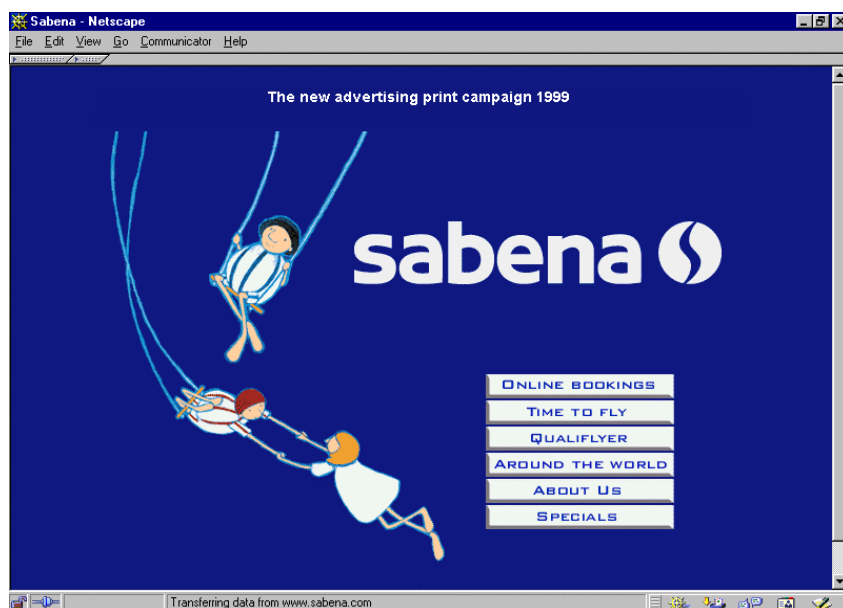 Sabena - Netscape
File Edit View Go Communicator Help
The new advertising print campaign 1999
sabena
ONLINE BOOKINGS
TIME TO FLY
QUALIFLYER
AROUND THE WORLD
ABOUT US
SPECIALS
Transferring data from www.sabena.com